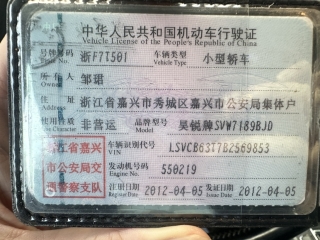 中华人民共和国机动车行驶证
Vehicle License of the People's Republic of China
号牌号码 浙F7T501 车辆类型 小型轿车
Plate No. Vehicle Type
所有人 邹珺
Owner
住址 浙江省嘉兴市秀城区嘉兴市公安局集体户
Address
使用性质 非营运 品牌型号 昊锐牌SVW7189BJD
Use Character Model
浙江省嘉兴市公安局交通警察支队
车辆识别代号 LSVCB63T7B2569853
VIN
发动机号码 550219
Engine No.
注册日期 2012-04-05 发证日期 2012-04-05
Register Date Issue Date